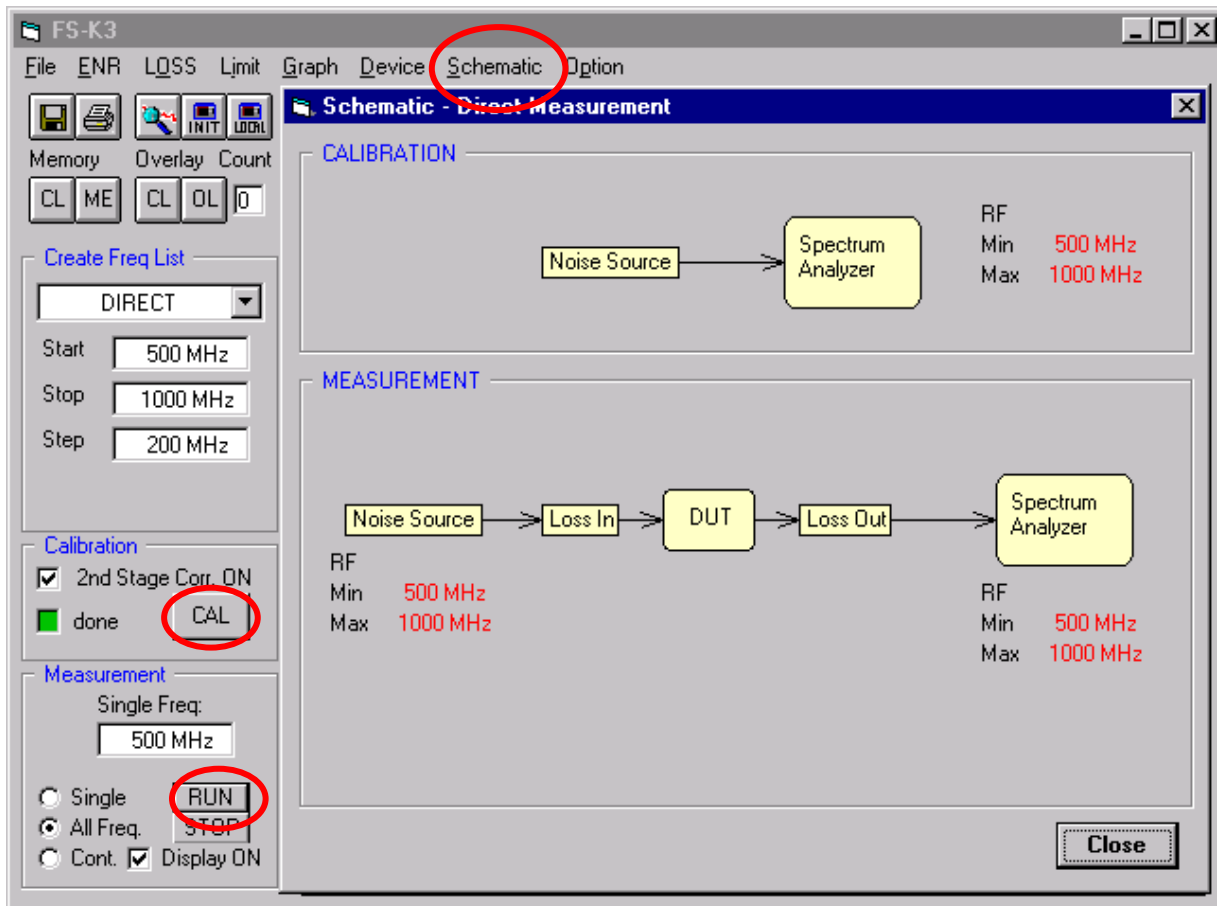 FS-K3
File ENR LOSS Limit Graph Device Schematic Option
INIT LOCAL
Memory Overlay Count
CL ME CL OL 0
Create Freq List
DIRECT
Start 500 MHz
Stop 1000 MHz
Step 200 MHz
Calibration
2nd Stage Corr. ON
done CAL
Measurement
Single Freq:
500 MHz
Single RUN
All Freq. STOP
Cont. Display ON
Schematic - Direct Measurement
CALIBRATION
Noise Source
Spectrum
Analyzer
RF
Min 500 MHz
Max 1000 MHz
MEASUREMENT
Noise Source Loss In DUT Loss Out
Spectrum
Analyzer
RF
Min 500 MHz
Max 1000 MHz
RF
Min 500 MHz
Max 1000 MHz
Close